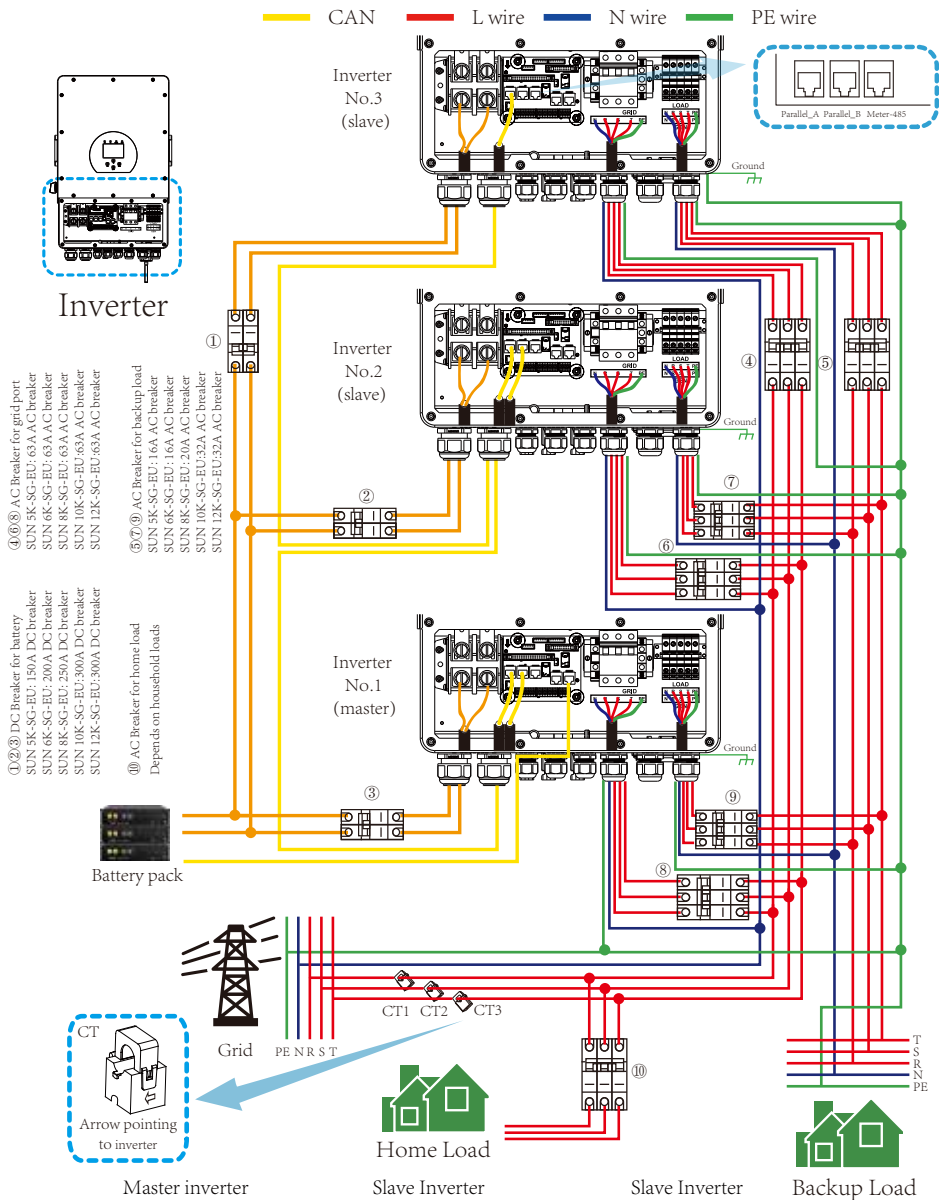 CAN
L wire
N wire
PE wire
Inverter
No.3
(slave)
GRID
LOAD
Parallel_A Parallel_B Meter-485
Ground
Inverter
①
④⑥⑧ AC Breaker for grid port
SUN 5K-SG-EU: 63A AC breaker
SUN 6K-SG-EU: 63A AC breaker
SUN 8K-SG-EU: 63A AC breaker
SUN 10K-SG-EU:63A AC breaker
SUN 12K-SG-EU:63A AC breaker
⑤⑦⑨ AC Breaker for backup load
SUN 5K-SG-EU: 16A AC breaker
SUN 6K-SG-EU: 16A AC breaker
SUN 8K-SG-EU: 20A AC breaker
SUN 10K-SG-EU:32A AC breaker
SUN 12K-SG-EU:32A AC breaker
Inverter
No.2
(slave)
GRID
LOAD
Ground
④
⑤
②
⑦
⑥
①②③ DC Breaker for battery
SUN 5K-SG-EU: 150A DC breaker
SUN 6K-SG-EU: 200A DC breaker
SUN 8K-SG-EU: 250A DC breaker
SUN 10K-SG-EU:300A DC breaker
SUN 12K-SG-EU:300A DC breaker
⑩ AC Breaker for home load
Depends on household loads
Inverter
No.1
(master)
GRID
LOAD
Ground
③
⑨
⑧
Battery pack
CT1 CT2 CT3
Grid
PE N R S T
CT
Arrow pointing
to inverter
⑩
Home Load
T
S
R
N
PE
Backup Load
Master inverter
Slave Inverter
Slave Inverter